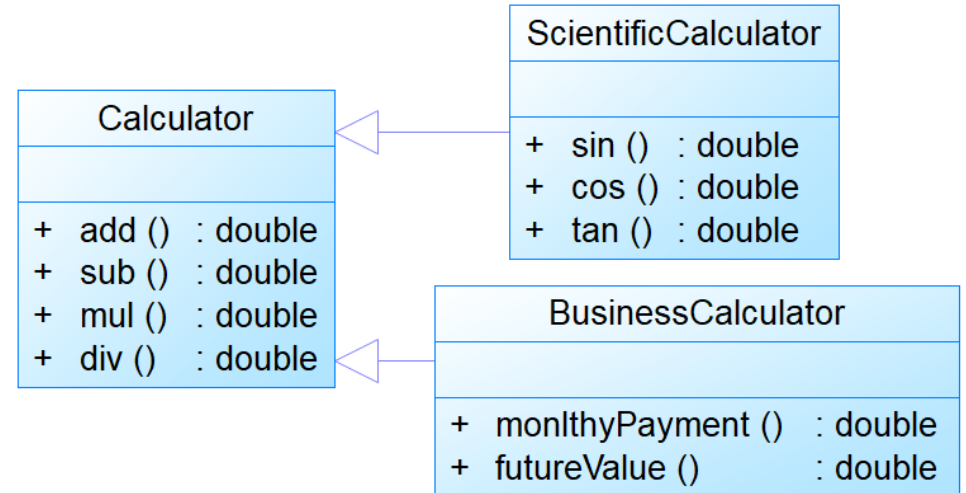 Calculator
+ add () : double
+ sub () : double
+ mul () : double
+ div () : double
ScientificCalculator
+ sin () : double
+ cos () : double
+ tan () : double
BusinessCalculator
+ monlthyPayment () : double
+ futureValue () : double